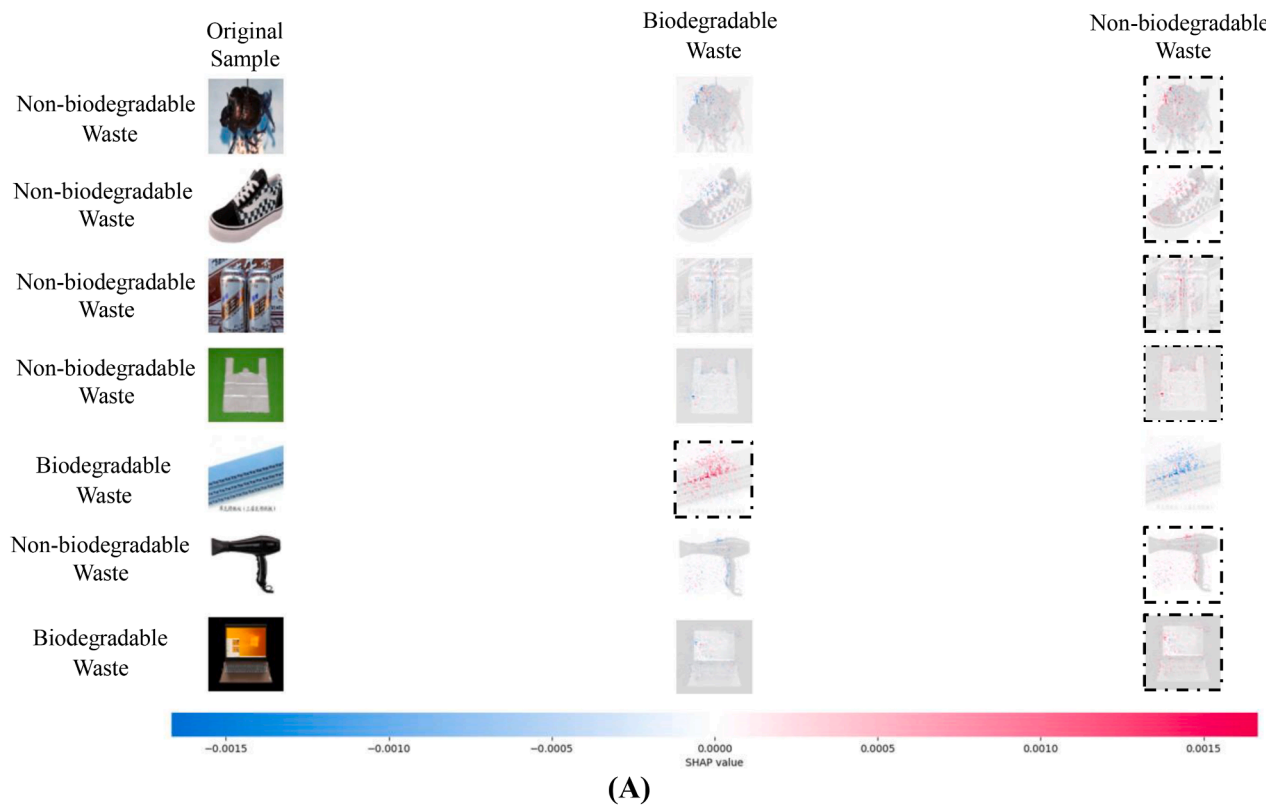 Original
Sample
Biodegradable
Waste
Non-biodegradable
Waste
Non-biodegradable
Waste
Non-biodegradable
Waste
Non-biodegradable
Waste
Non-biodegradable
Waste
Biodegradable
Waste
Non-biodegradable
Waste
Biodegradable
Waste
−0.0015 −0.0010 −0.0005 0.0000 0.0005 0.0010 0.0015
SHAP value
(A)